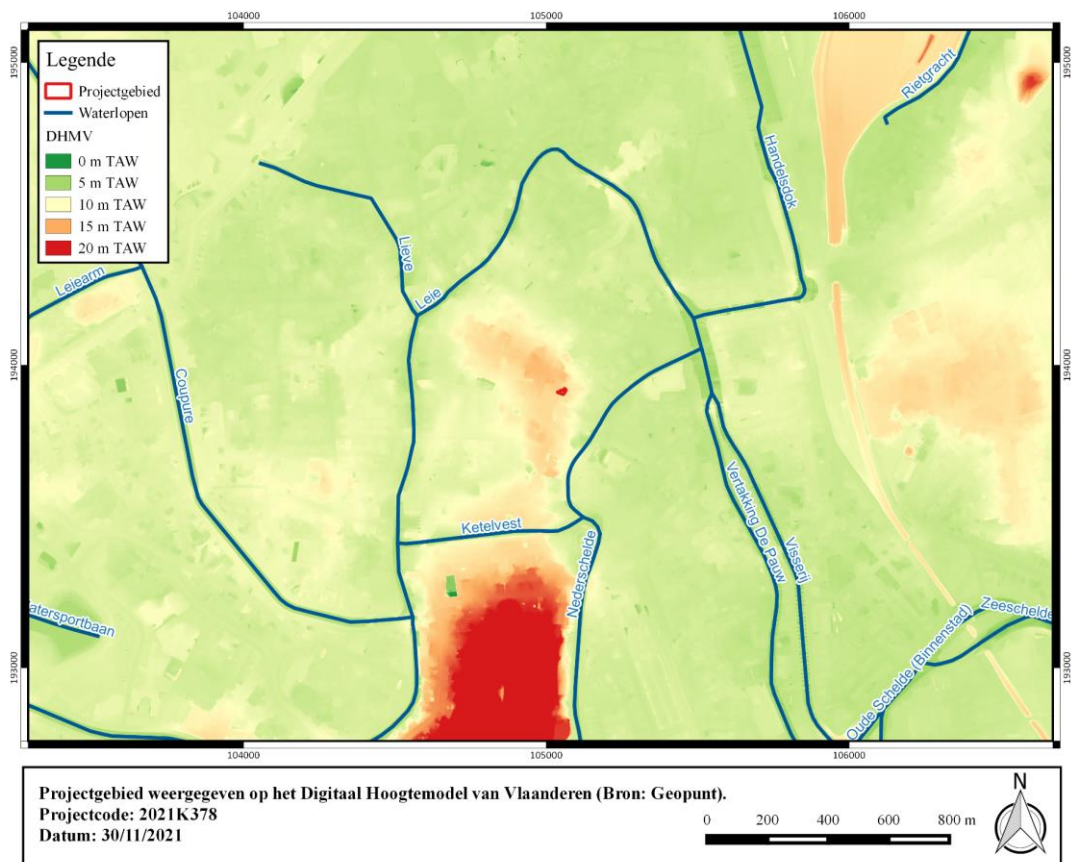 104000 105000 106000
195000 195000
Legende
Projectgebied
Waterlopen
DHMV
0 m TAW
5 m TAW
10 m TAW
15 m TAW
20 m TAW
Rietgracht
Handelsdok
Lieve
Leie
Leiearm
194000 194000
Coupure
Ketelvest
Nederschelde
Vertakking De Pauw
Visserij
Zeeschelde
atersportbaan
Oude Schelde (Binnenstad)
193000 193000
104000 105000 106000
Projectgebied weergegeven op het Digitaal Hoogtemodel van Vlaanderen (Bron: Geopunt).
Projectcode: 2021K378
Datum: 30/11/2021
0 200 400 600 800 m
N